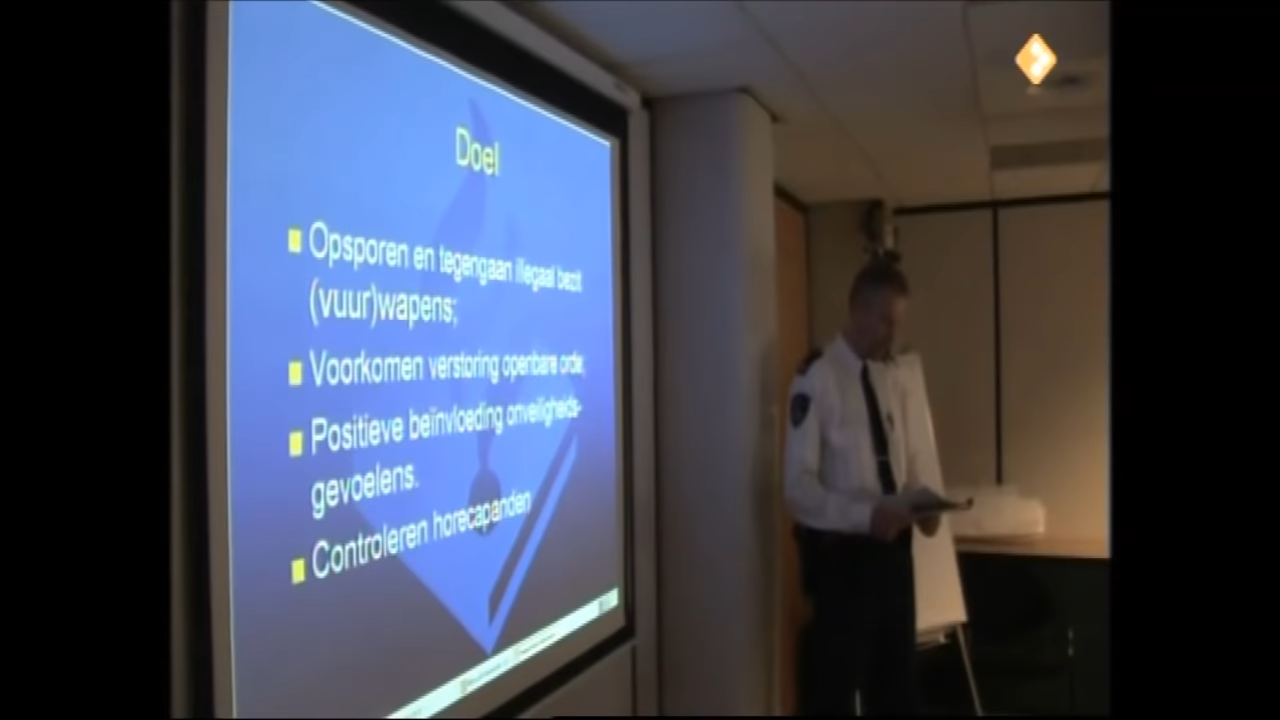 Doel
Opsporen en tegengaan illegaal bezit
(vuur)wapens;
Voorkomen verstoring openbare orde;
Positieve beïnvloeding onveiligheids-
gevoelens.
Controleren horecapanden